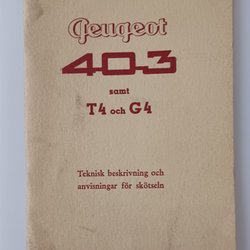 Peugeot
403
samt
T4 och G4
Teknisk beskrivning och
anvisningar för skötseln